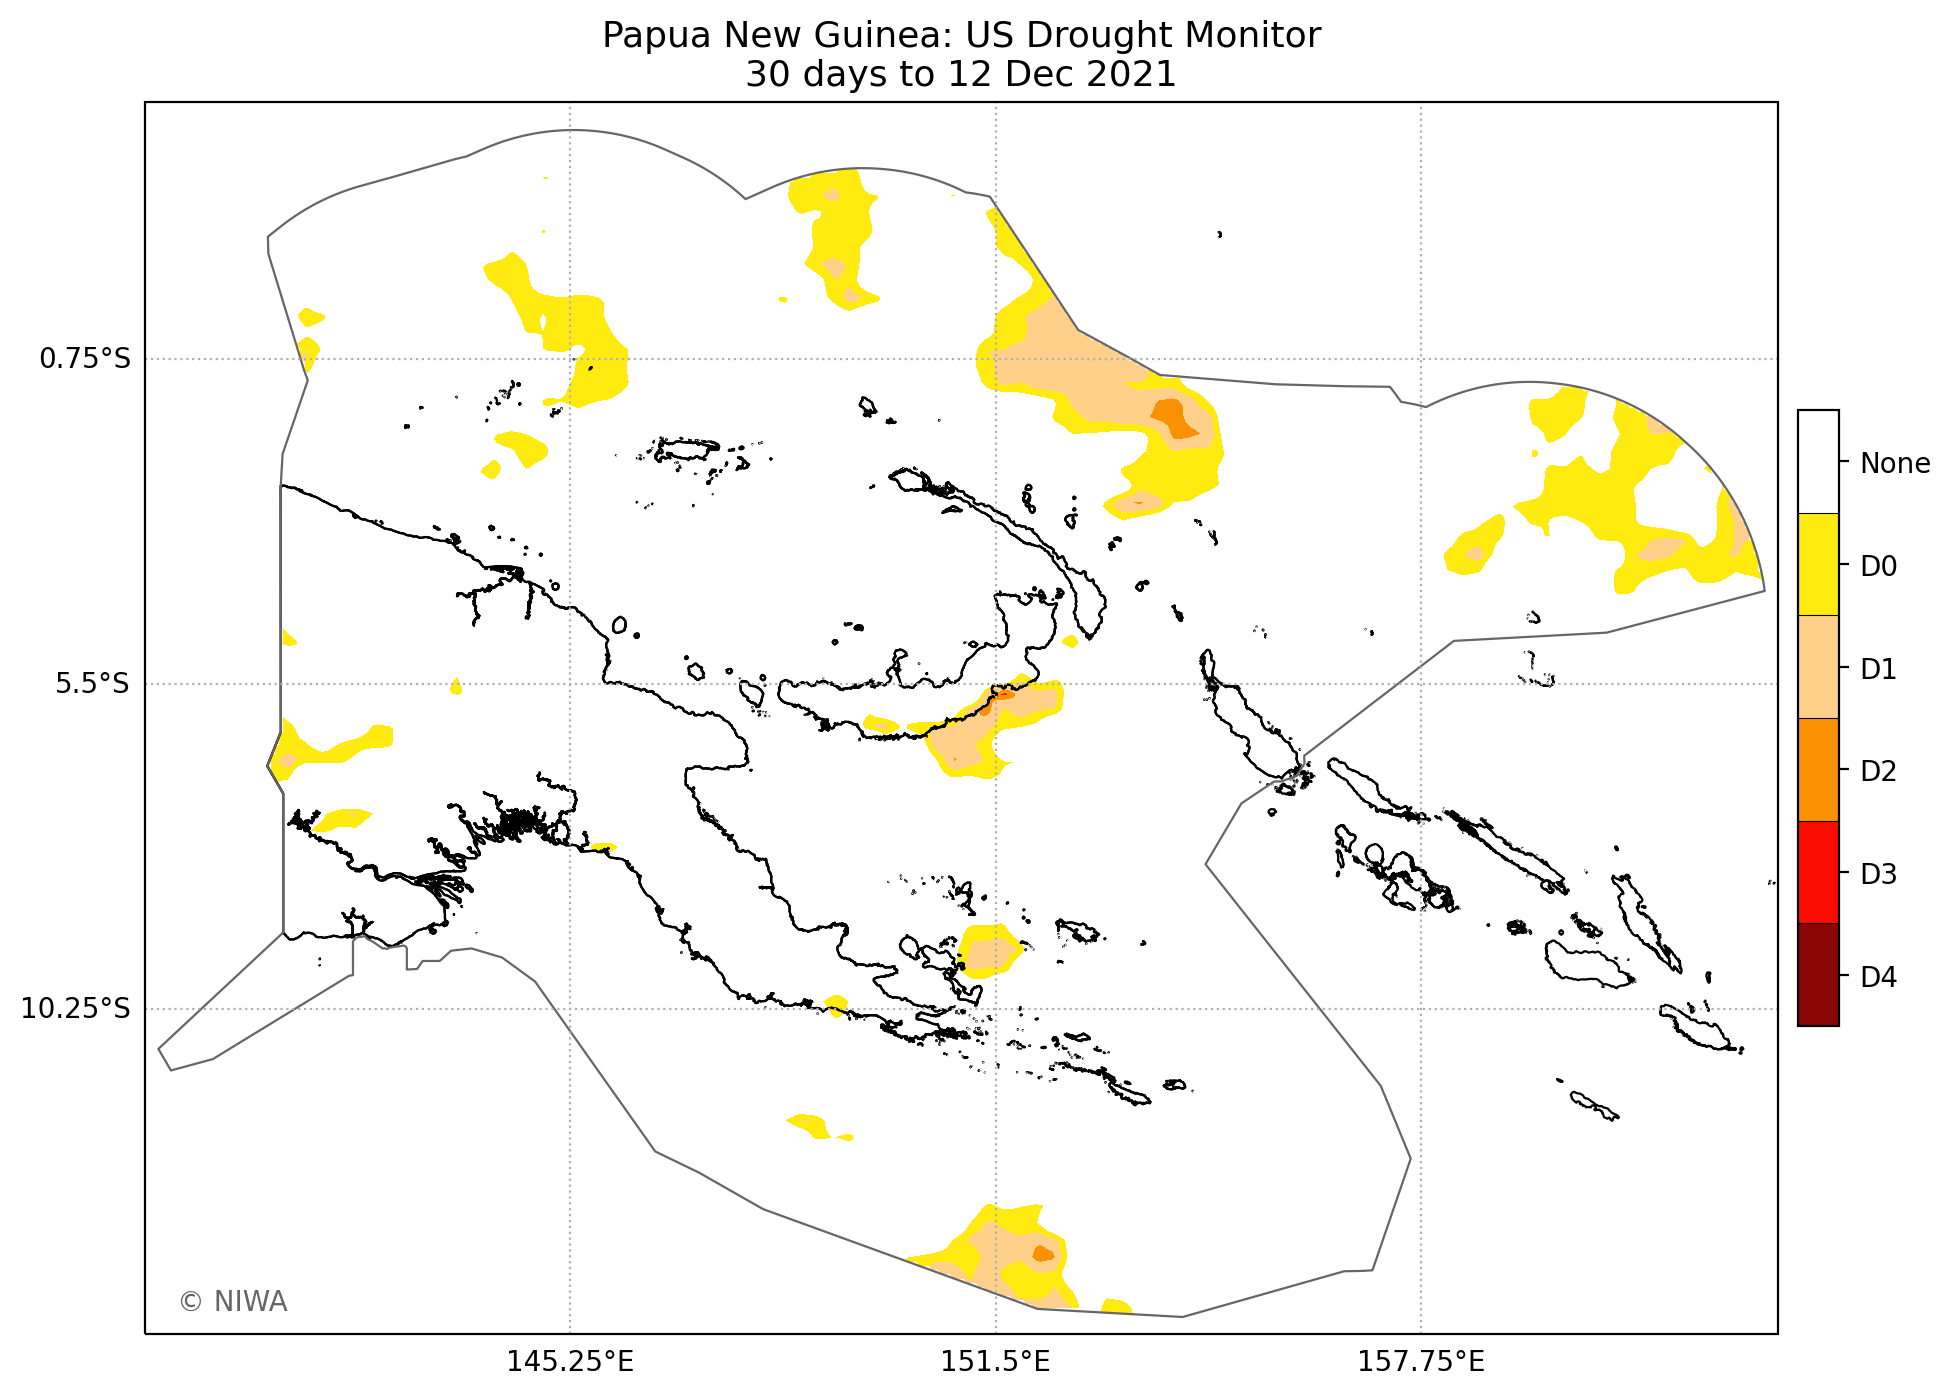 Papua New Guinea: US Drought Monitor
30 days to 12 Dec 2021
0.75°S
5.5°S
10.25°S
145.25°E
151.5°E
157.75°E
None
D0
D1
D2
D3
D4
© NIWA